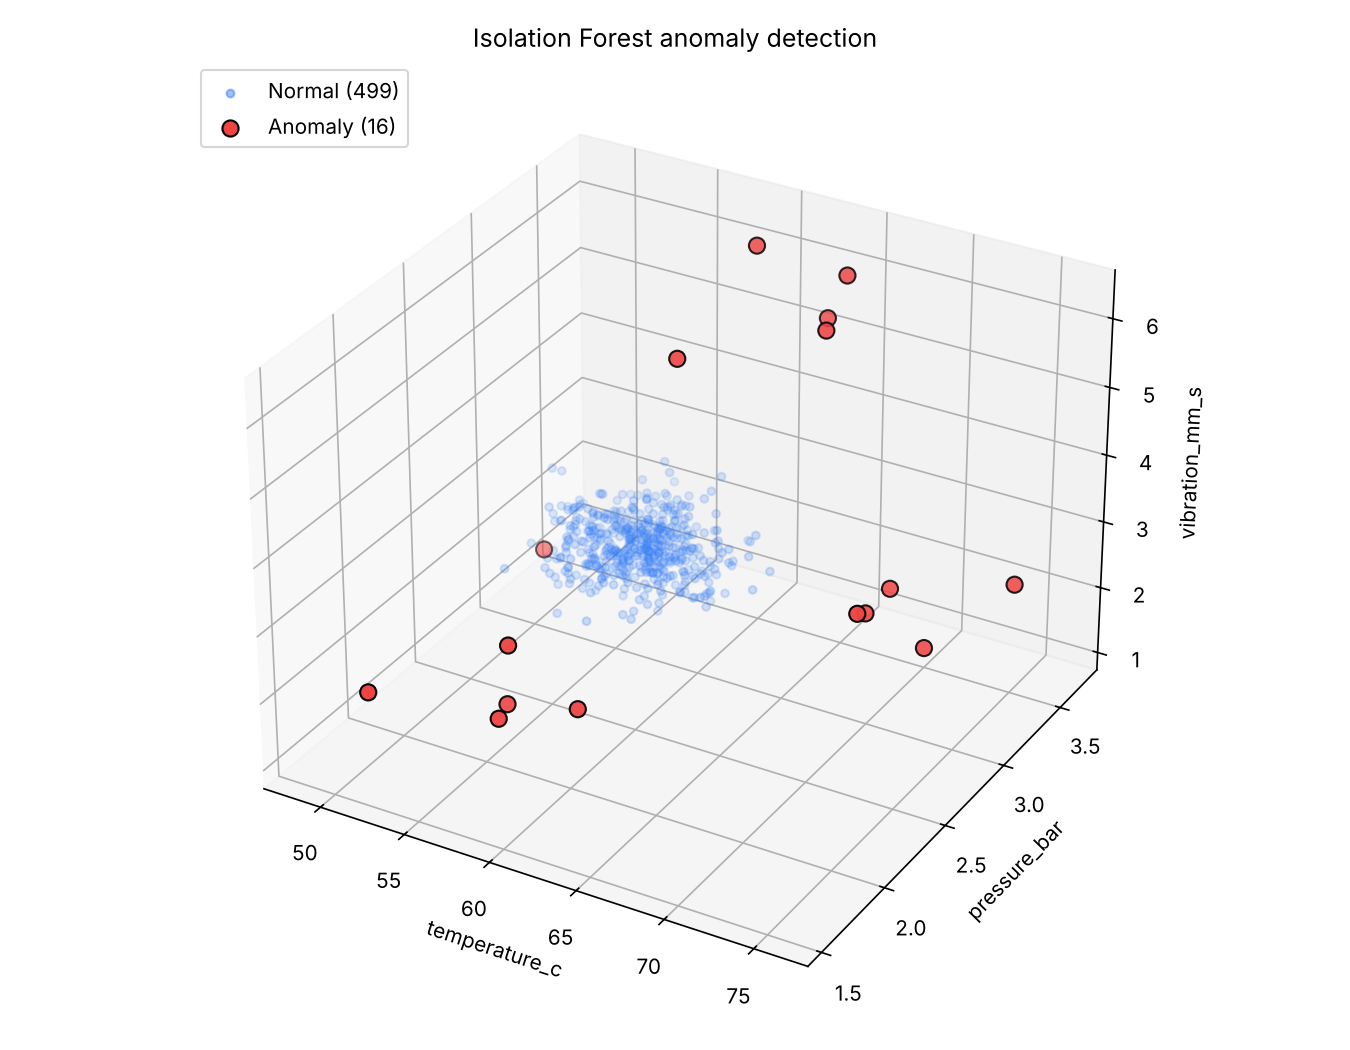 Isolation Forest anomaly detection
Normal (499)
Anomaly (16)
6
5
4
3
2
1
vibration_mm_s
3.5
3.0
2.5
2.0
1.5
pressure_bar
50
55
60
65
70
75
temperature_c